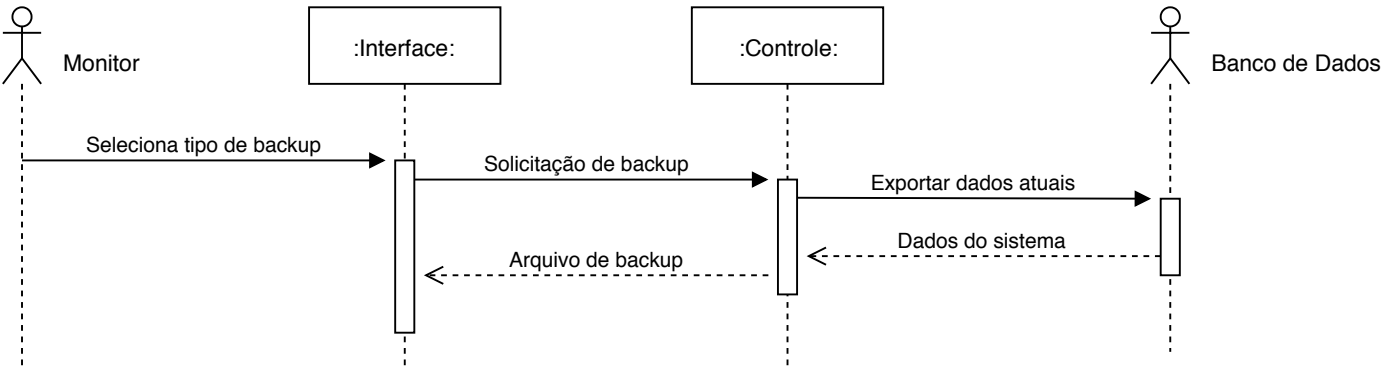 Monitor
:Interface:
:Controle:
Banco de Dados
Seleciona tipo de backup
Solicitação de backup
Exportar dados atuais
Dados do sistema
Arquivo de backup